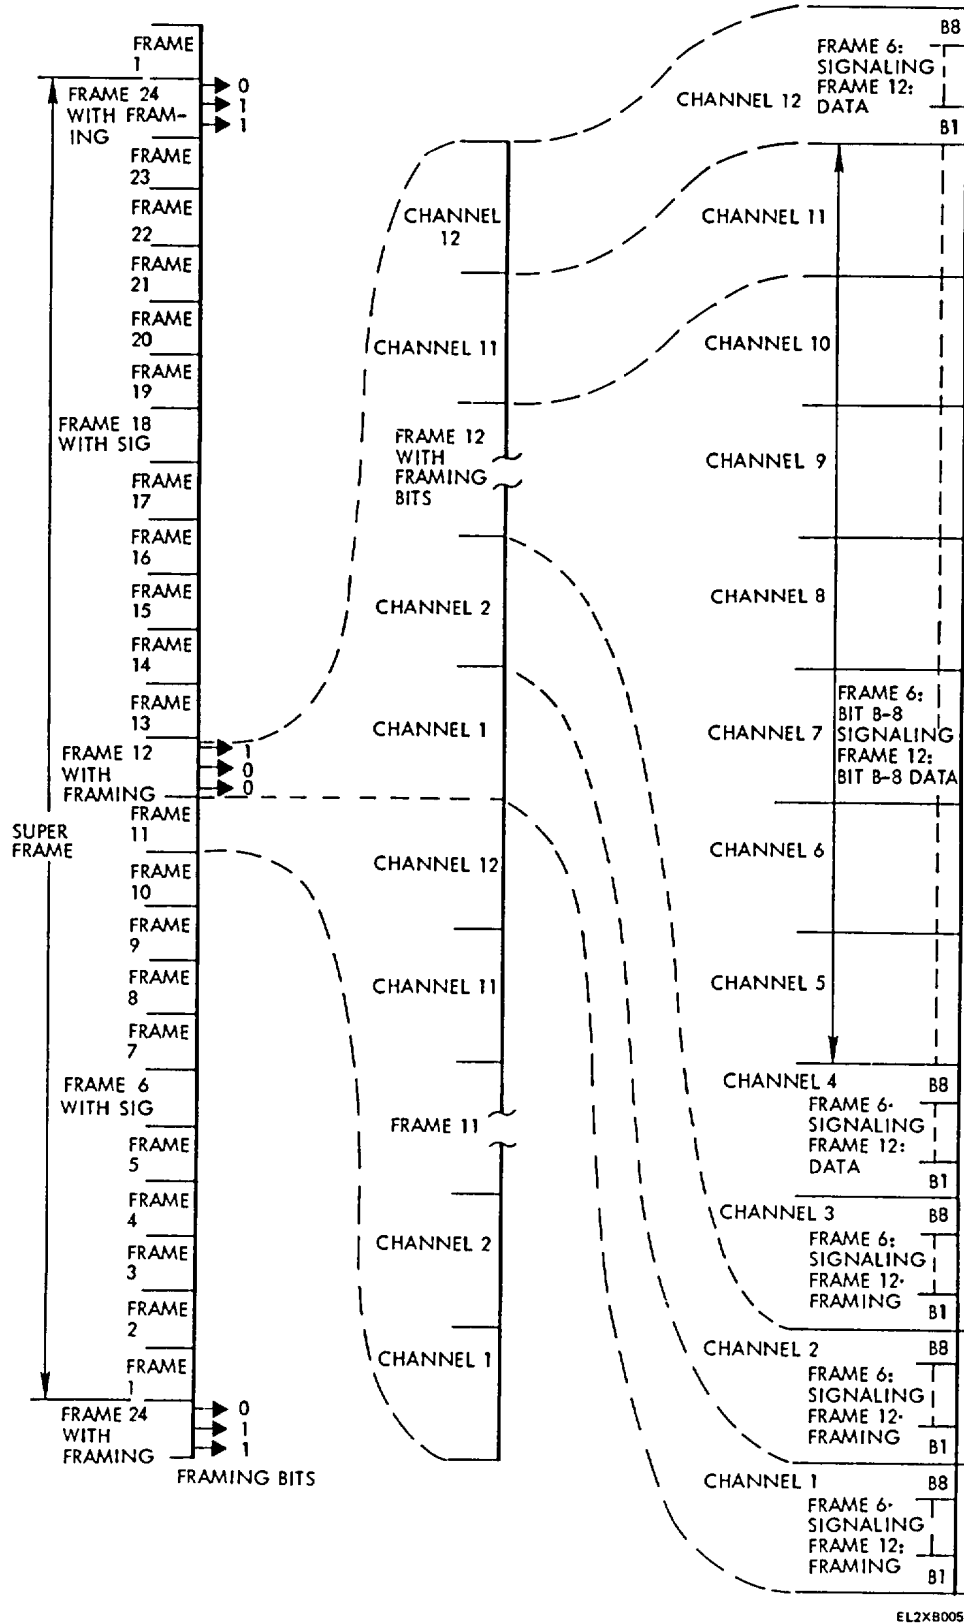 FRAME
1
0
FRAME 24
WITH FRAM-
ING
1
1
FRAME
23
FRAME
22
FRAME
21
FRAME
20
FRAME
19
FRAME 18
WITH SIG
FRAME
17
FRAME
16
FRAME
15
FRAME
14
FRAME
13
FRAME 12
WITH
FRAMING
1
0
0
SUPER
FRAME
FRAME
11
FRAME
10
FRAME
9
FRAME
8
FRAME
7
FRAME 6
WITH SIG
FRAME
5
FRAME
4
FRAME
3
FRAME
2
FRAME
1
FRAME 24
WITH
FRAMING
0
1
1
FRAMING BITS
CHANNEL
12
CHANNEL 11
FRAME 12
WITH
FRAMING
BITS
CHANNEL 2
CHANNEL 1
CHANNEL 12
CHANNEL 11
FRAME 11
CHANNEL 2
CHANNEL 1
B8
FRAME 6:
SIGNALING
FRAME 12:
DATA
CHANNEL 12
B1
CHANNEL 11
CHANNEL 10
CHANNEL 9
CHANNEL 8
CHANNEL 7
FRAME 6:
BIT B-8
SIGNALING
FRAME 12:
BIT B-8 DATA
CHANNEL 6
CHANNEL 5
CHANNEL 4
B8
FRAME 6·
SIGNALING
FRAME 12:
DATA
B1
CHANNEL 3
B8
FRAME 6:
SIGNALING
FRAME 12·
FRAMING
B1
CHANNEL 2
B8
FRAME 6:
SIGNALING
FRAME 12·
FRAMING
B1
CHANNEL 1
B8
FRAME 6·
SIGNALING
FRAME 12:
FRAMING
B1
EL2XB005